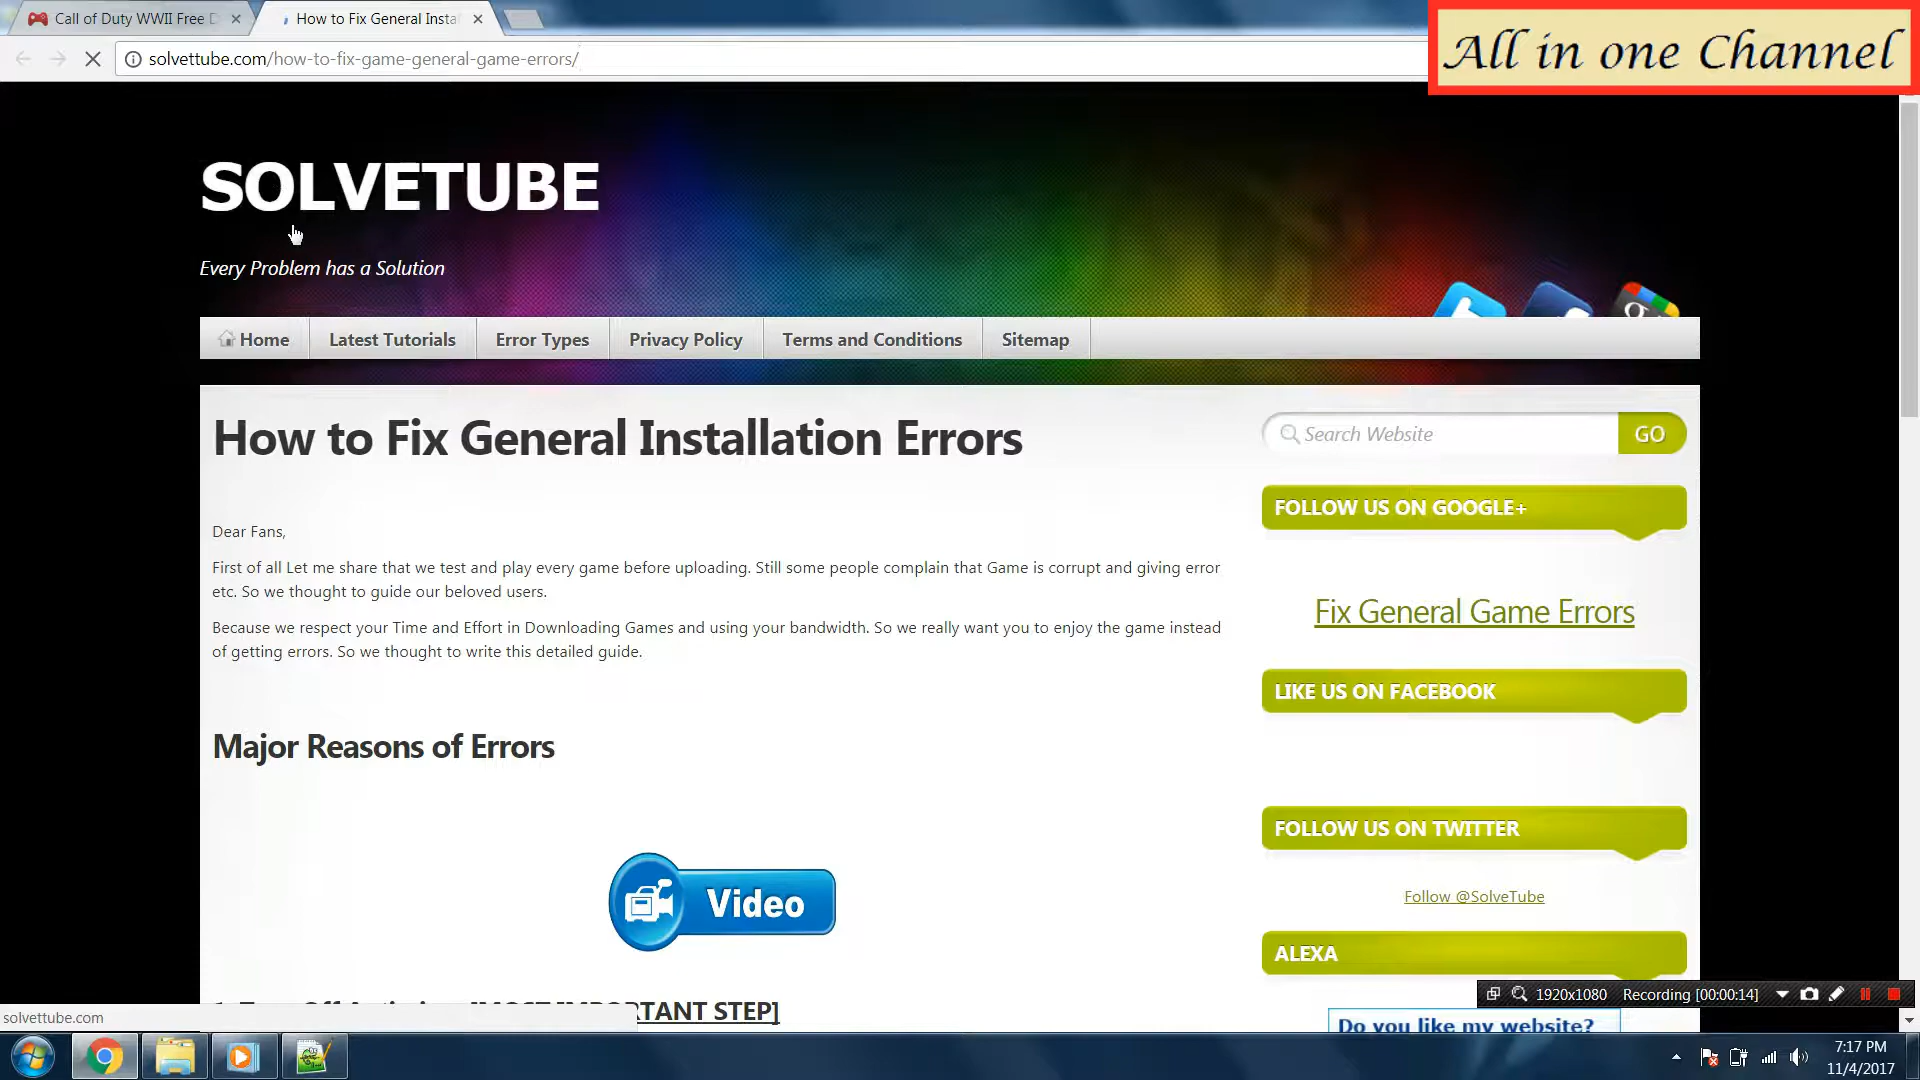 Call of Duty WWII Free D
How to Fix General Insta
All in one Channel
solvettube.com/how-to-fix-game-general-game-errors/
SOLVETUBE
Every Problem has a Solution
Home
Latest Tutorials
Error Types
Privacy Policy
Terms and Conditions
Sitemap
How to Fix General Installation Errors
Search Website
GO
FOLLOW US ON GOOGLE+
Dear Fans,
First of all Let me share that we test and play every game before uploading. Still some people complain that Game is corrupt and giving error
etc. So we thought to guide our beloved users.
Because we respect your Time and Effort in Downloading Games and using your bandwidth. So we really want you to enjoy the game instead
of getting errors. So we thought to write this detailed guide.
Fix General Game Errors
LIKE US ON FACEBOOK
Major Reasons of Errors
FOLLOW US ON TWITTER
Video
Follow @SolveTube
ALEXA
1920x1080
Recording [00:00:14]
[MOST IMPORTANT STEP]
Do you like my website?
solvettube.com
7:17 PM
11/4/2017